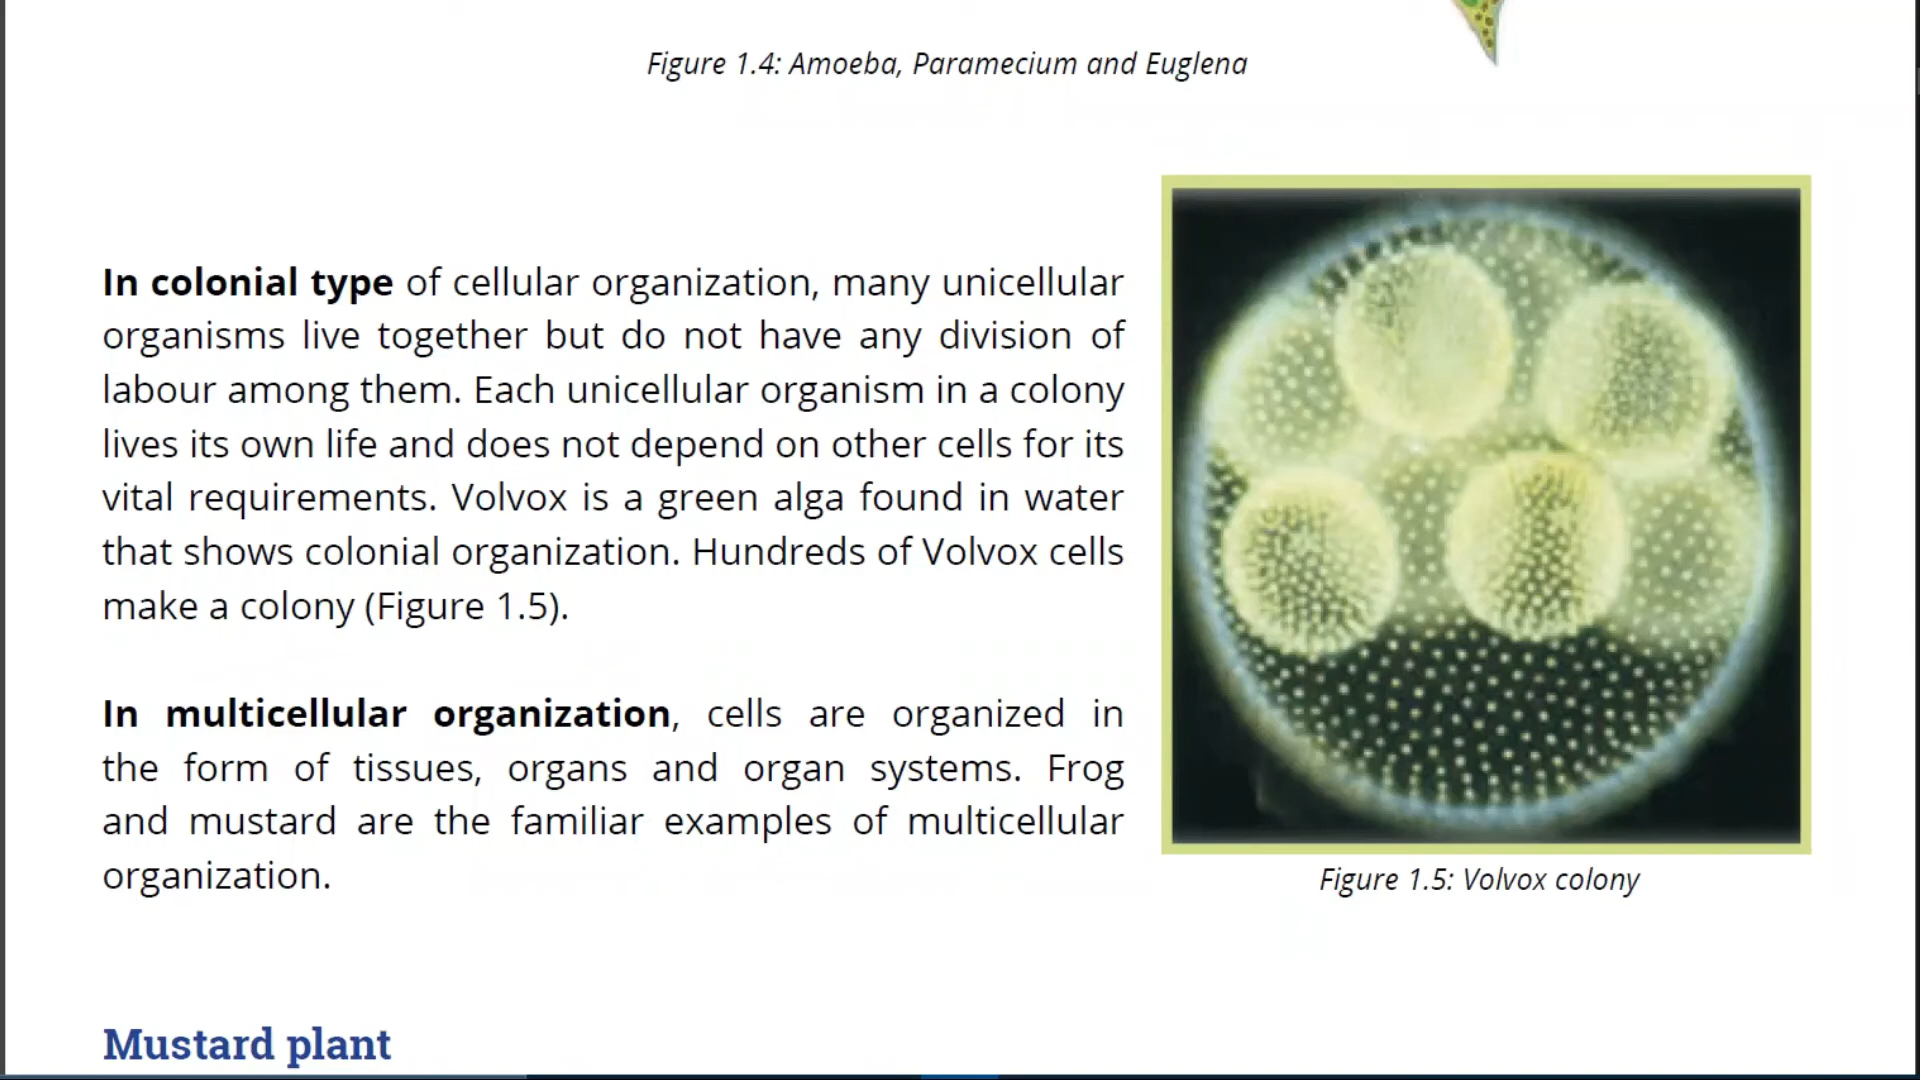 Figure 1.4: Amoeba, Paramecium and Euglena
In colonial type of cellular organization, many unicellular
organisms live together but do not have any division of
labour among them. Each unicellular organism in a colony
lives its own life and does not depend on other cells for its
vital requirements. Volvox is a green alga found in water
that shows colonial organization. Hundreds of Volvox cells
make a colony (Figure 1.5).
In multicellular organization, cells are organized in
the form of tissues, organs and organ systems. Frog
and mustard are the familiar examples of multicellular
organization.
Figure 1.5: Volvox colony
Mustard plant